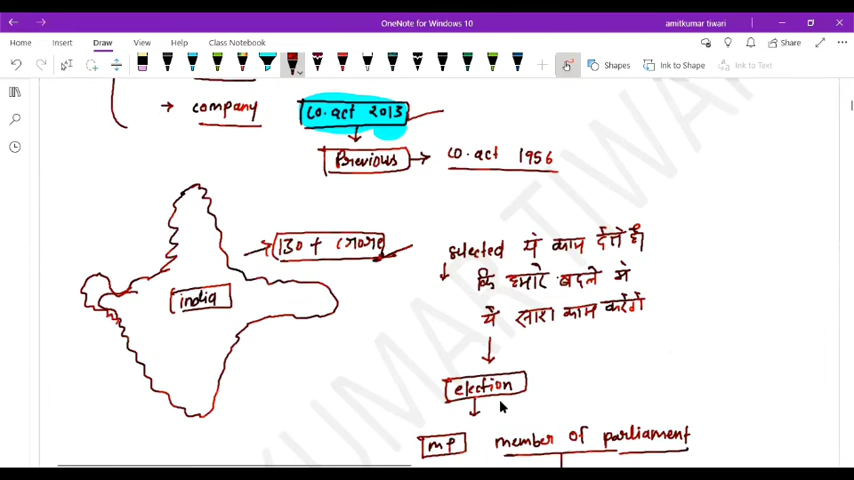 OneNote for Windows 10
amitkumar tiwari
Home Insert Draw View Help Class Notebook
Share
Shapes Ink to Shape Ink to Text
→ company co. act 2013
Previous → co. act 1956
130 + crore
india
selected ये काम देते है।
कि हमारे बदले मे
ये सारा काम करेंगे
election
MP member of parliament
KUMAR TIWARI